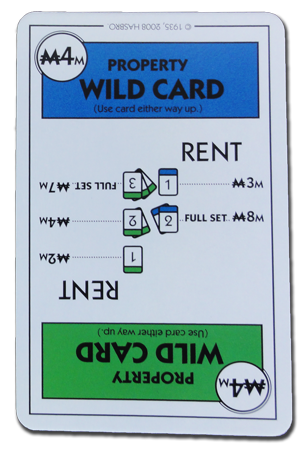 © 1935, 2008 HASBRO
₩4M
PROPERTY
WILD CARD
(Use card either way up.)
RENT
1 ₩3M
2 FULL SET ₩8M
₩4M
PROPERTY
WILD CARD
(Use card either way up.)
RENT
1 ₩2M
2 ₩4M
3 FULL SET ₩7M